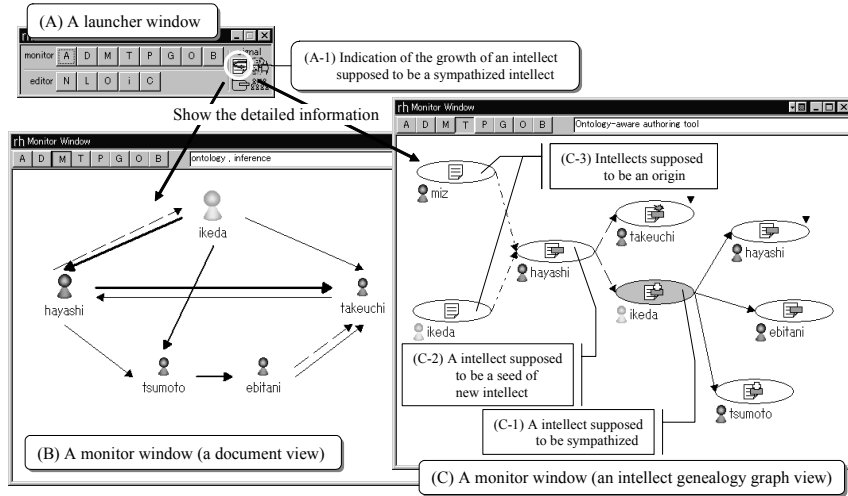 (A) A launcher window
rh
monitor A D M T P G O B signal
editor N L O i C
(A-1) Indication of the growth of an intellect
supposed to be a sympathized intellect
Show the detailed information
rh Monitor Window
A D M T P G O B ontology , inference
ikeda
hayashi
takeuchi
tsumoto
ebitani
(B) A monitor window (a document view)
rh Monitor Window
A D M T P G O B Ontology-aware authoring tool
(C-3) Intellects supposed
to be an origin
miz
takeuchi
hayashi
hayashi
ikeda
ikeda
ebitani
tsumoto
(C-2) A intellect supposed
to be a seed of
new intellect
(C-1) A intellect supposed
to be sympathized
(C) A monitor window (an intellect genealogy graph view)